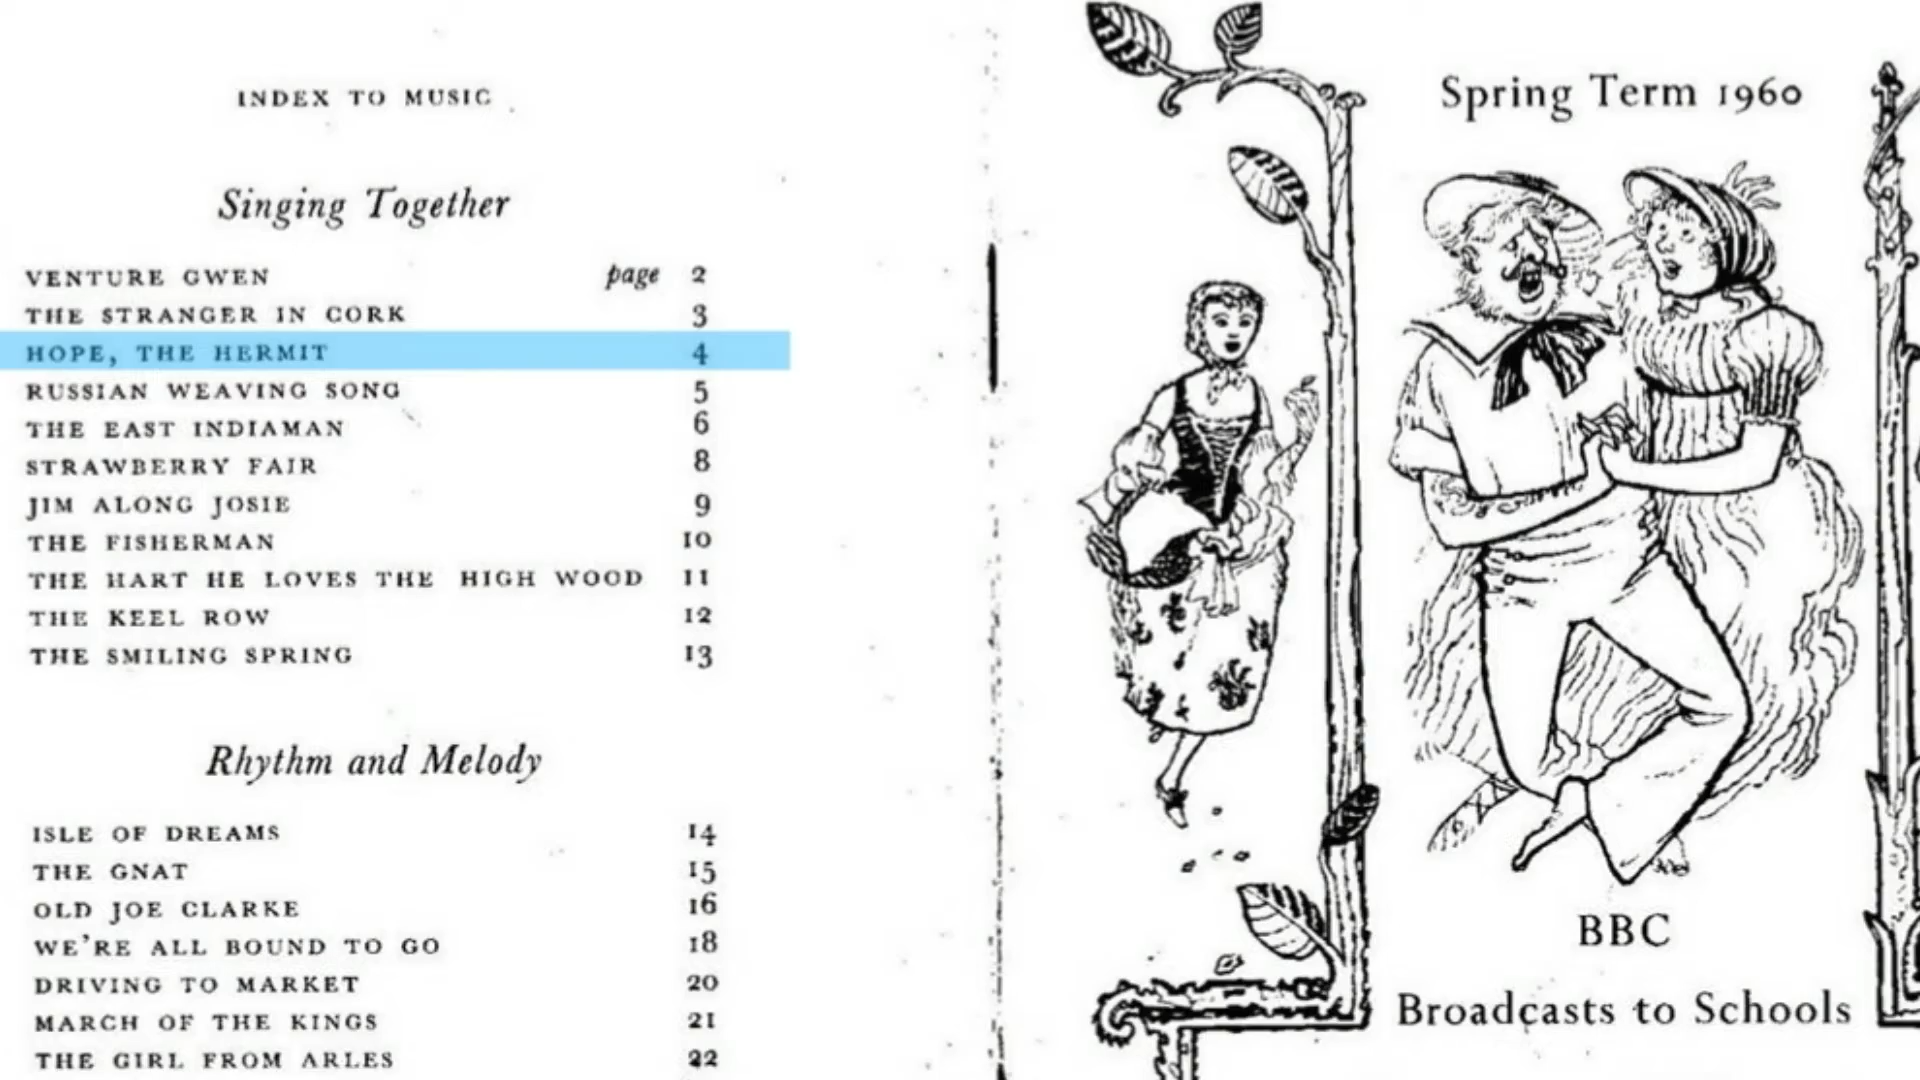 INDEX TO MUSIC
Singing Together
VENTURE GWEN page 2
THE STRANGER IN CORK 3
HOPE, THE HERMIT 4
RUSSIAN WEAVING SONG 5
THE EAST INDIAMAN 6
STRAWBERRY FAIR 8
JIM ALONG JOSIE 9
THE FISHERMAN 10
THE HART HE LOVES THE HIGH WOOD 11
THE KEEL ROW 12
THE SMILING SPRING 13
Rhythm and Melody
ISLE OF DREAMS 14
THE GNAT 15
OLD JOE CLARKE 16
WE'RE ALL BOUND TO GO 18
DRIVING TO MARKET 20
MARCH OF THE KINGS 21
THE GIRL FROM ARLES 22
Spring Term 1960
BBC
Broadcasts to Schools